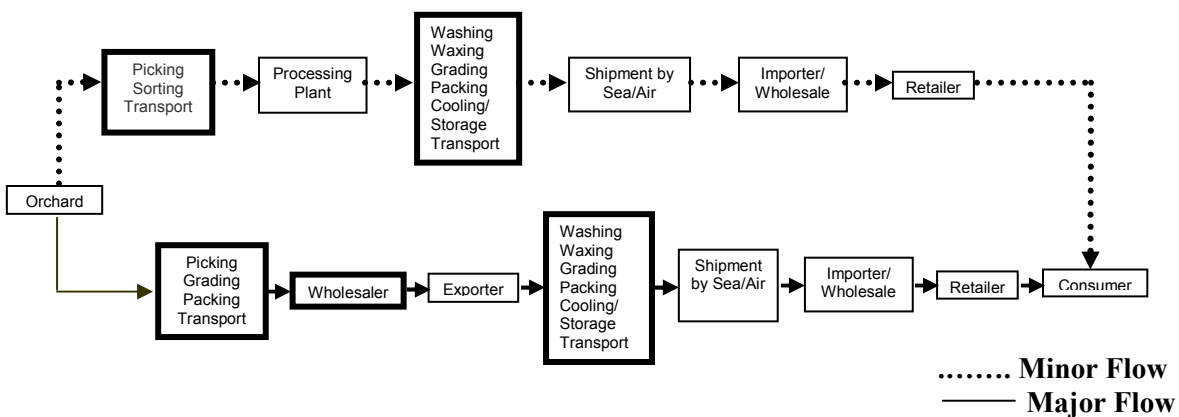 Picking
Sorting
Transport
Processing
Plant
Washing
Waxing
Grading
Packing
Cooling/
Storage
Transport
Shipment by
Sea/Air
Importer/
Wholesale
Retailer
Orchard
Picking
Grading
Packing
Transport
Wholesaler
Exporter
Washing
Waxing
Grading
Packing
Cooling/
Storage
Transport
Shipment
by Sea/Air
Importer/
Wholesale
Retailer
Consumer
........ Minor Flow
Major Flow